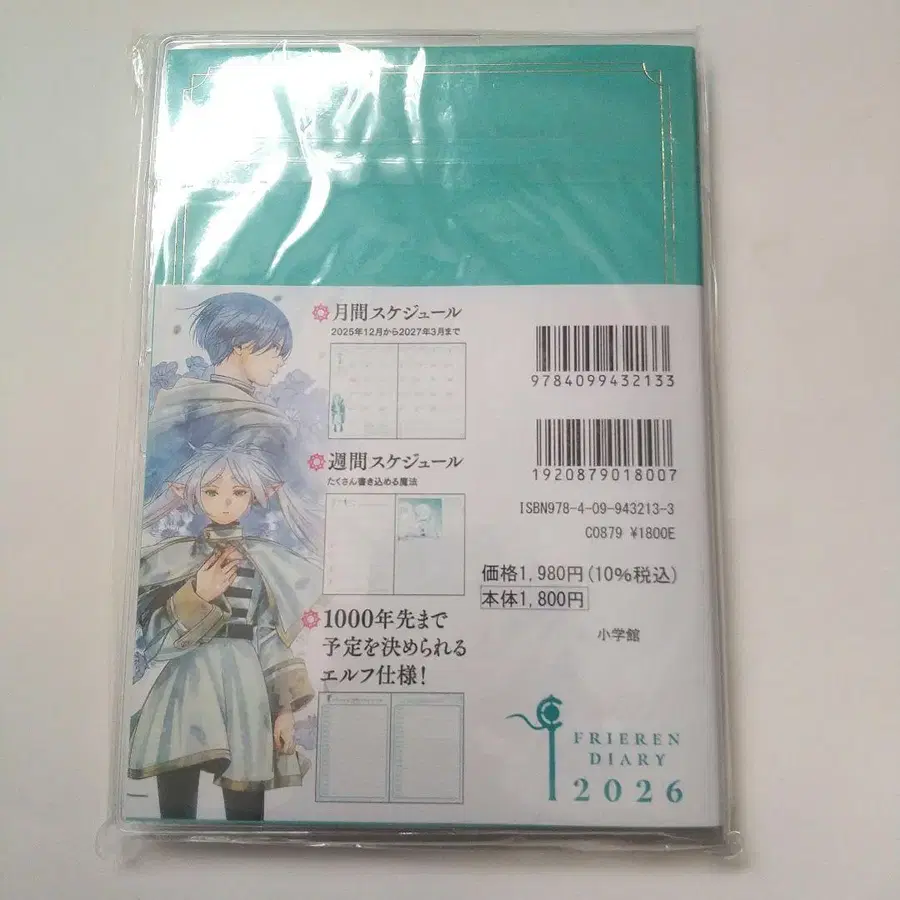 月間スケジュール
2025年12月から2027年3月まで
週間スケジュール
たくさん書き込める魔法
1000年先まで
予定を決められる
エルフ仕様!
9784099432133
1920879018007
ISBN978-4-09-943213-3
C0879 ¥1800E
価格1,980円(10%税込)
本体1,800円
小学館
FRIEREN
DIARY
2026